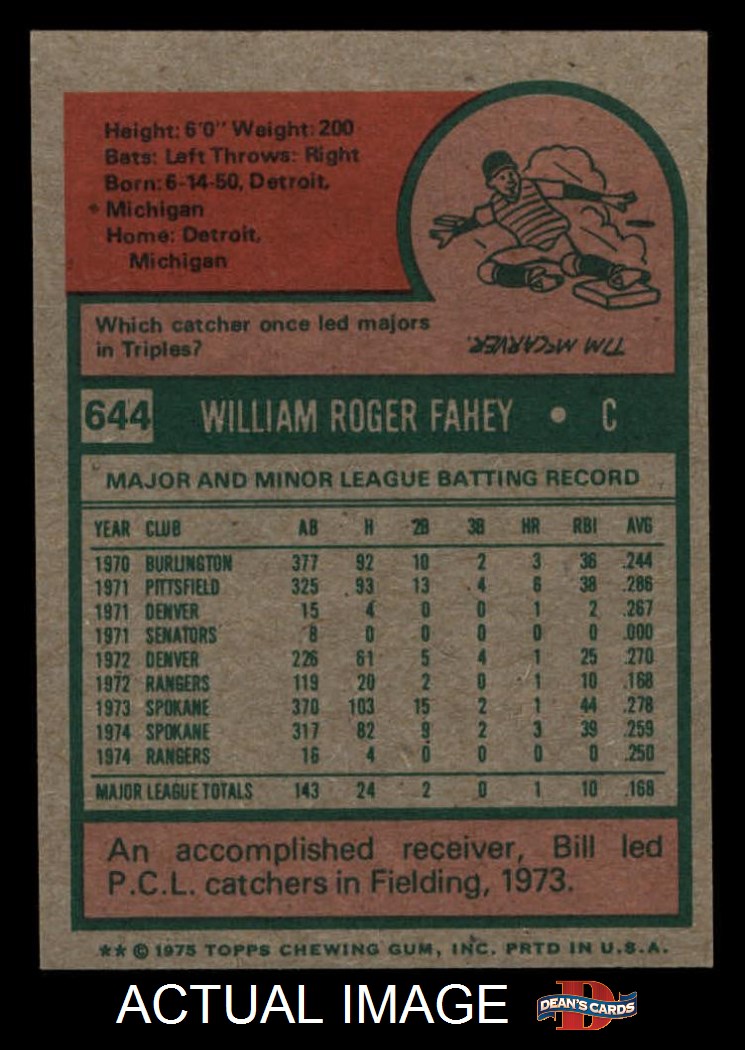 Height: 6'0" Weight: 200
Bats: Left Throws: Right
Born: 6-14-50, Detroit,
Michigan
Home: Detroit,
Michigan
Which catcher once led majors
in Triples?
TIM McCARVER.
644 WILLIAM ROGER FAHEY • C
MAJOR AND MINOR LEAGUE BATTING RECORD
YEAR CLUB AB H 2B 3B HR RBI AVG
1970 BURLINGTON 377 92 10 2 3 36 .244
1971 PITTSFIELD 325 93 13 4 6 38 .286
1971 DENVER 15 4 0 0 1 2 .267
1971 SENATORS 8 0 0 0 0 0 .000
1972 DENVER 226 61 5 4 1 25 .270
1972 RANGERS 119 20 2 0 1 10 .168
1973 SPOKANE 370 103 15 2 1 44 .278
1974 SPOKANE 317 82 9 2 3 39 .259
1974 RANGERS 16 4 0 0 0 0 .250
MAJOR LEAGUE TOTALS 143 24 2 0 1 10 .168
An accomplished receiver, Bill led
P.C.L. catchers in Fielding, 1973.
** © 1975 TOPPS CHEWING GUM, INC. PRTD IN U.S.A.
ACTUAL IMAGE
D
DEAN'S CARDS